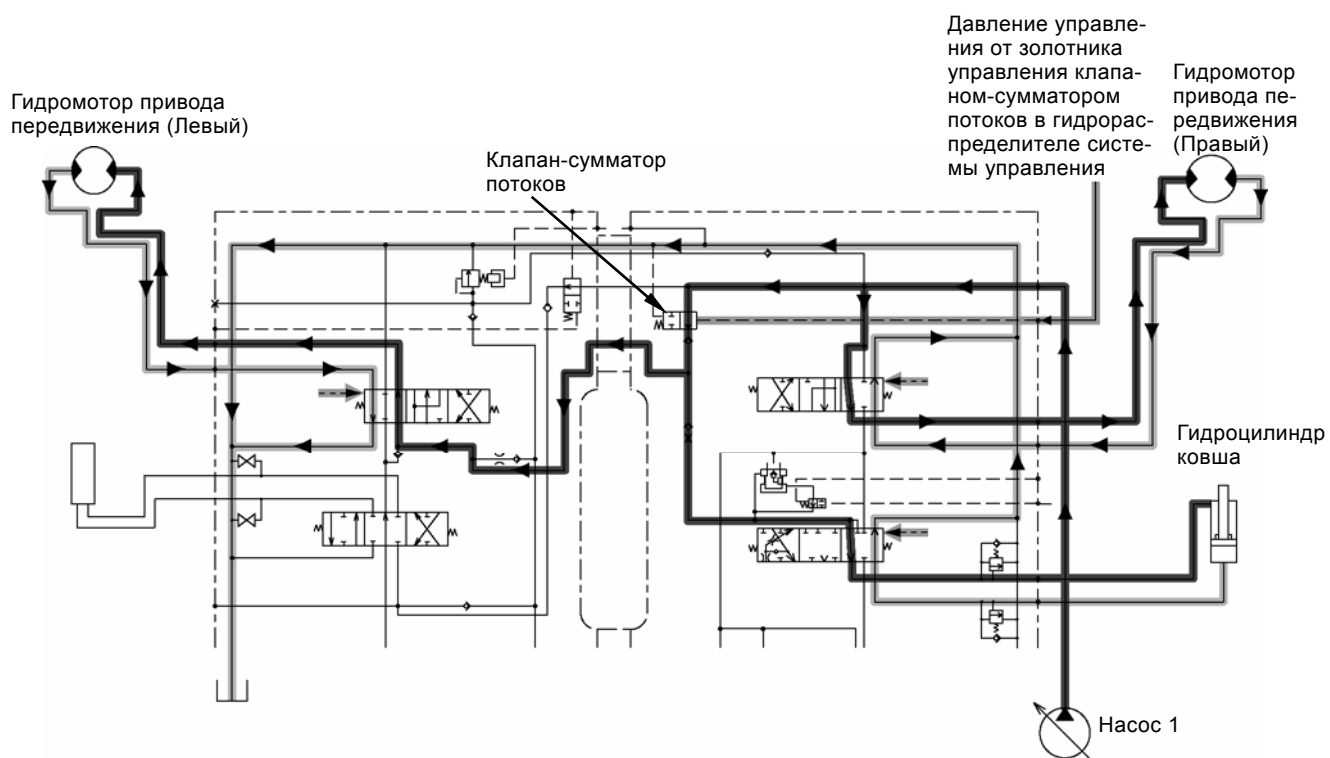 Давление управле-
ния от золотника
управления клапа-
ном-сумматором
потоков в гидрорас-
пределителе систе-
мы управления
Гидромотор
привода пе-
редвижения
(Правый)
Гидромотор привода
передвижения (Левый)
Клапан-сумматор
потоков
Гидроцилиндр
ковша
Насос 1